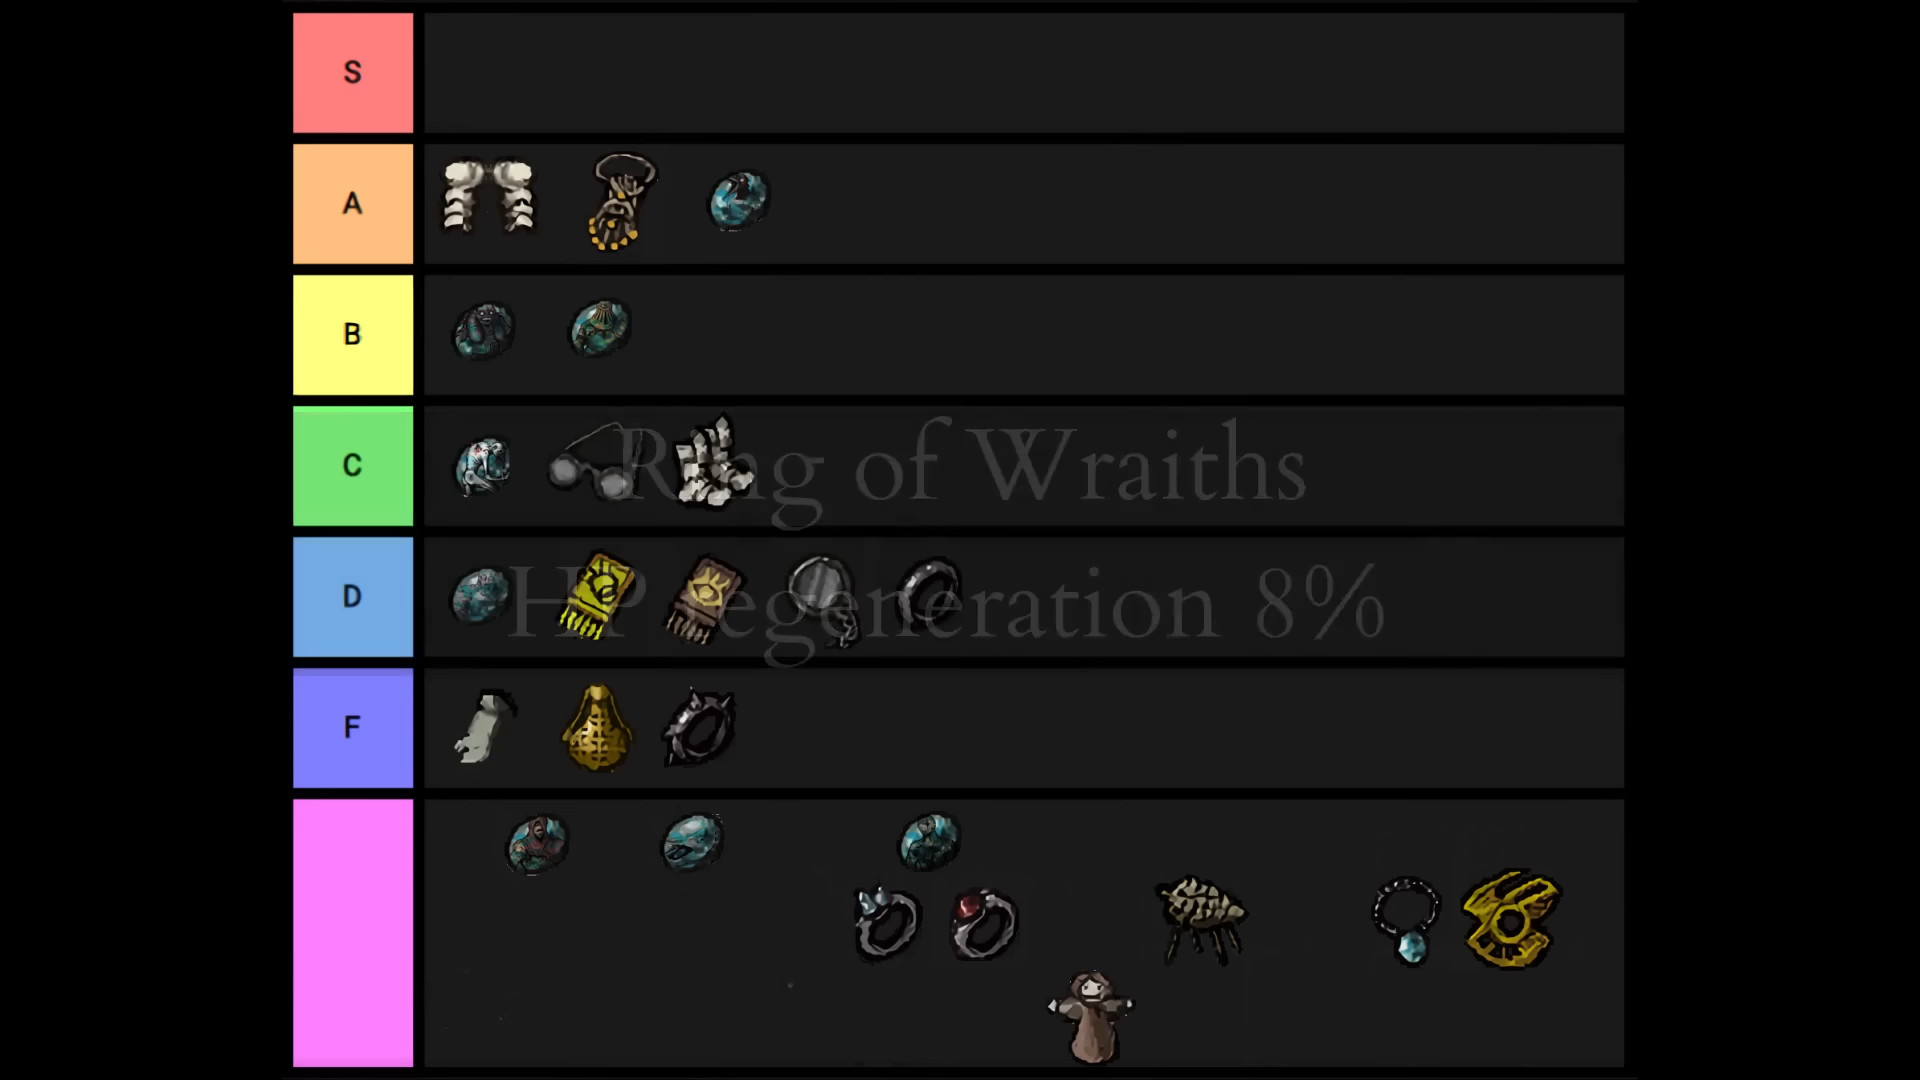 S
A
B
C
Ring of Wraiths
D
HP regeneration 8%
F